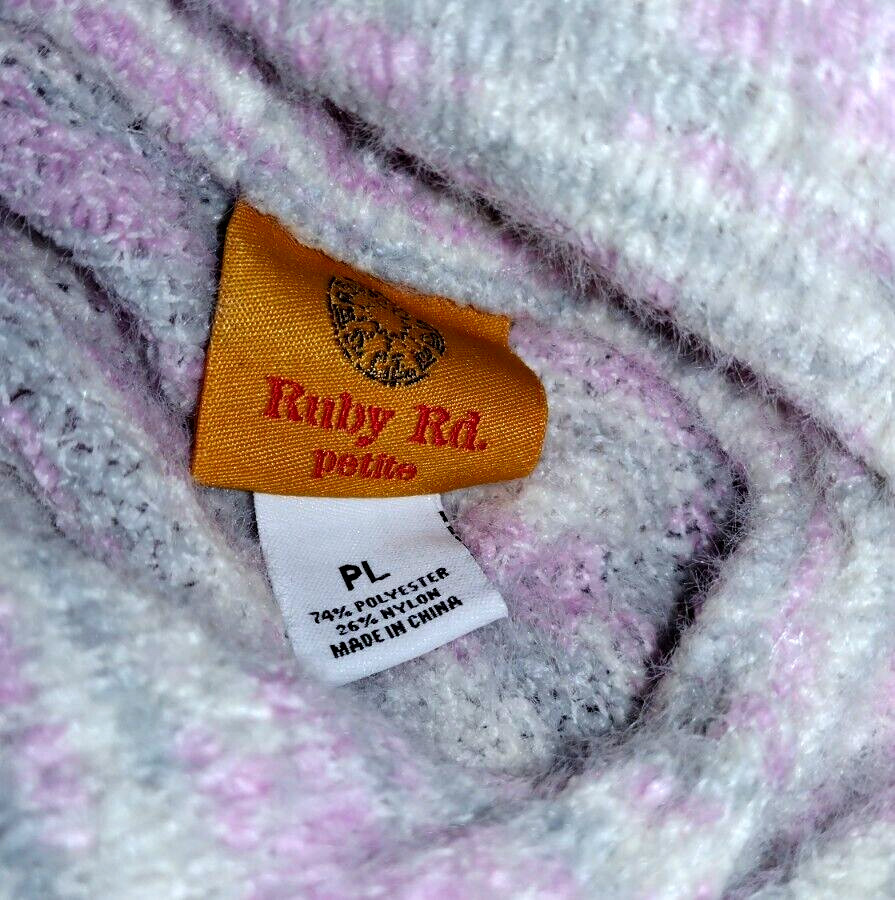 Ruby Rd.
petite
PL
74% POLYESTER
26% NYLON
MADE IN CHINA